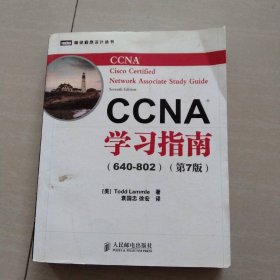 CCNA
Cisco Certified
Network Associate Study Guide
Seventh Edition
CCNA
学习指南
(640-802) (第7版)
[美] Todd Lammle 著
袁国忠 徐宏 译
人民邮电出版社